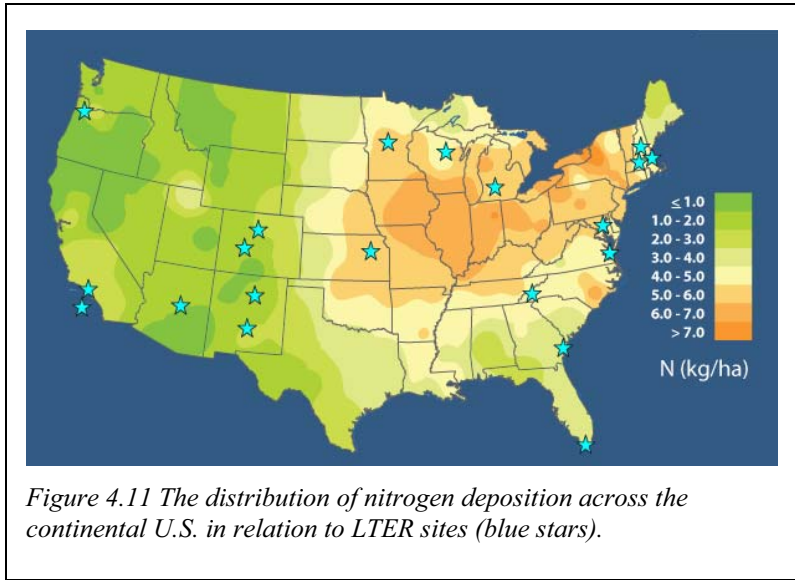 ≤ 1.0
1.0 - 2.0
2.0 - 3.0
3.0 - 4.0
4.0 - 5.0
5.0 - 6.0
6.0 - 7.0
> 7.0
N (kg/ha)
Figure 4.11 The distribution of nitrogen deposition across the
continental U.S. in relation to LTER sites (blue stars).